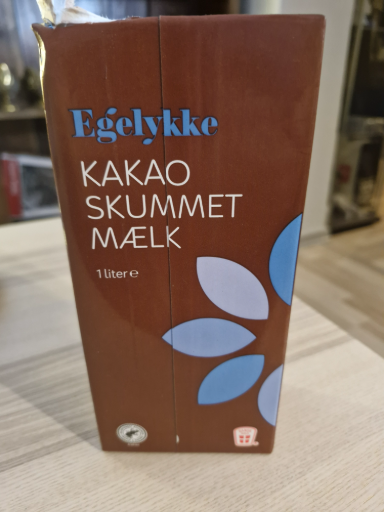 Egelykke
KAKAO
SKUMMET
MÆLK
1 liter ℮